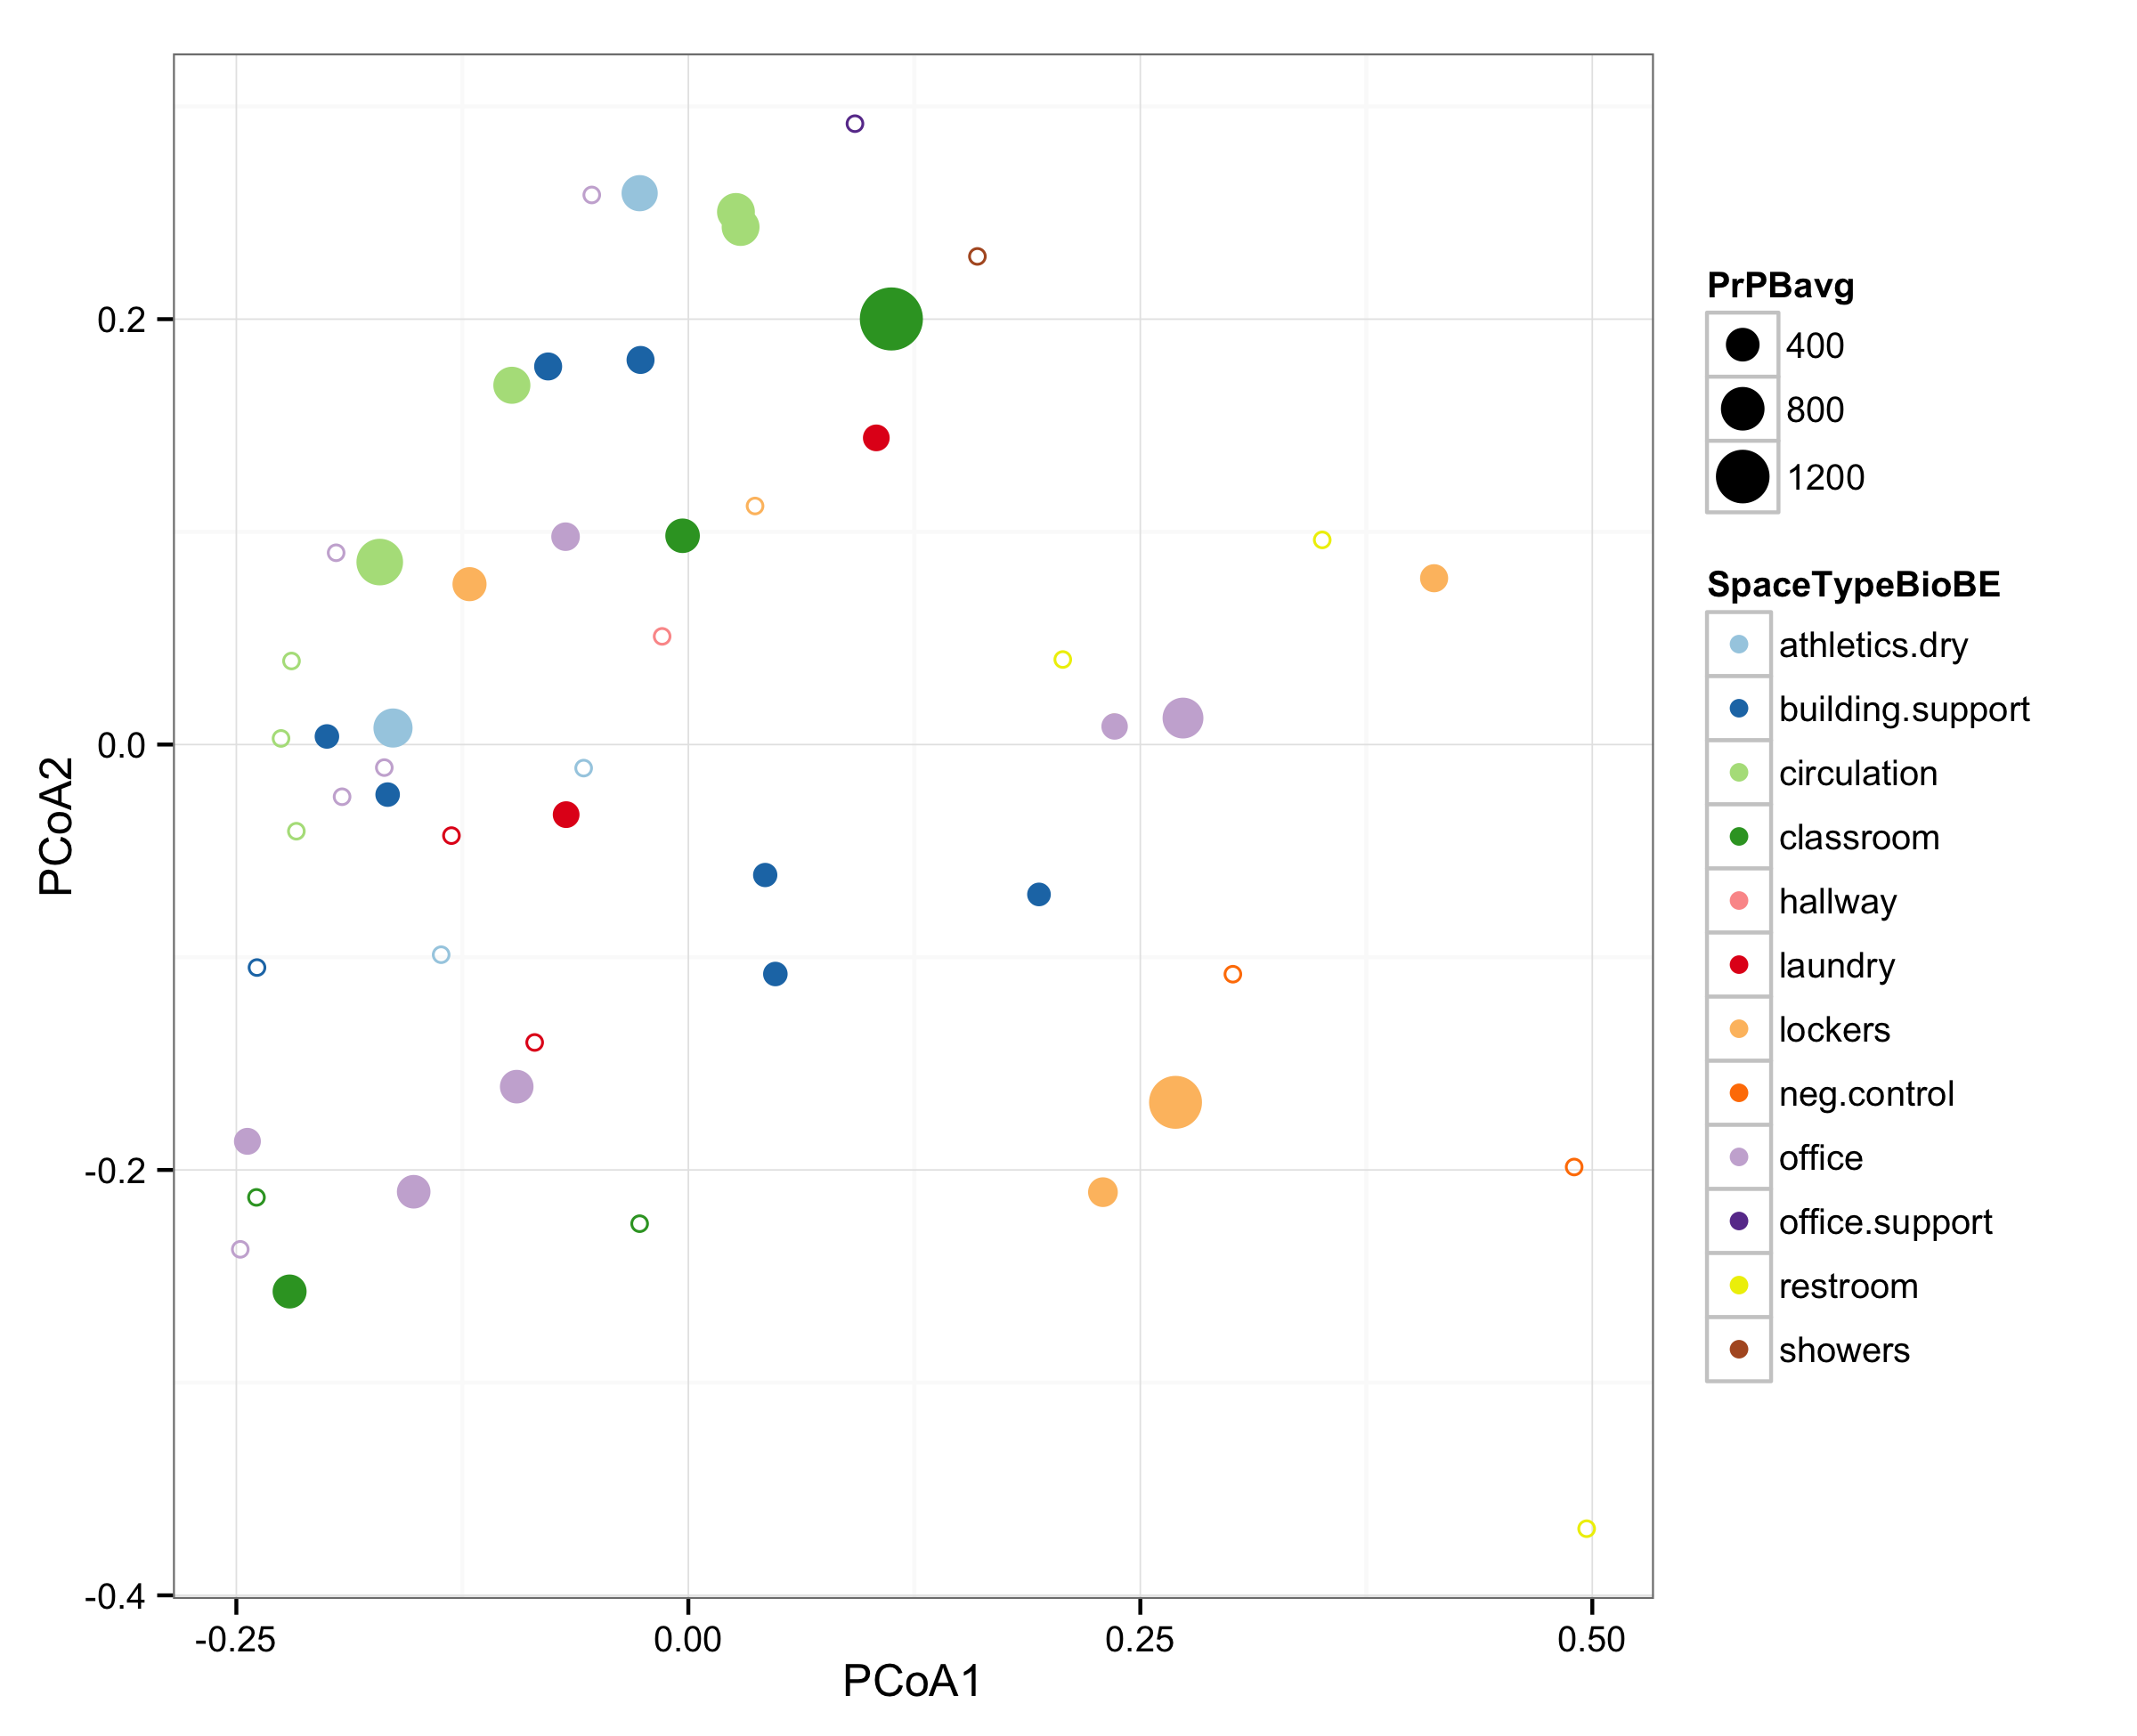 0.2
0.0
-0.2
-0.4
PCoA2
-0.25
0.00
0.25
0.50
PCoA1
PrPBavg
400
800
1200
SpaceTypeBioBE
athletics.dry
building.support
circulation
classroom
hallway
laundry
lockers
neg.control
office
office.support
restroom
showers